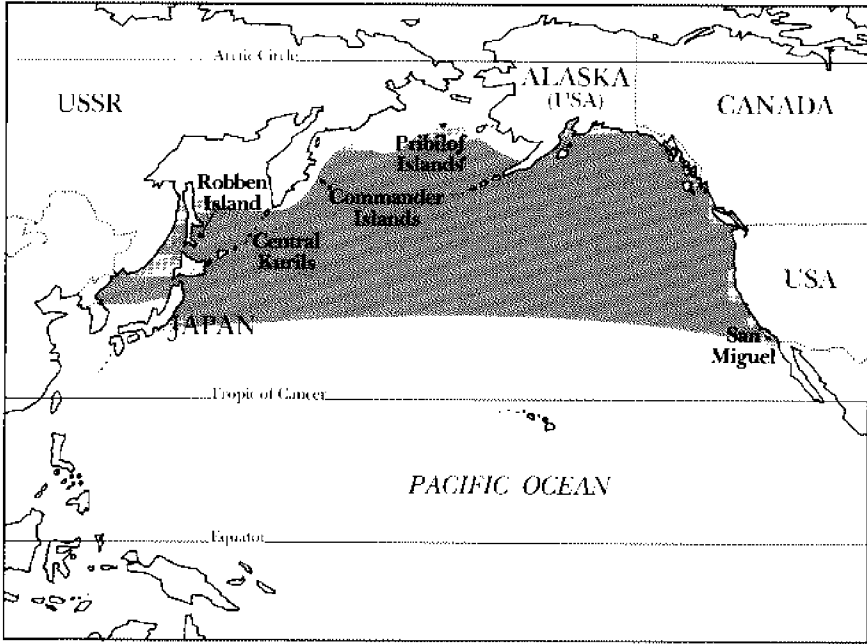 Arctic Circle
ALASKA
(USA)
USSR
CANADA
Pribilof
Islands
Robben
Island
Commander
Islands
Central
Kurils
USA
JAPAN
San
Miguel
Tropic of Cancer
PACIFIC OCEAN
Equator